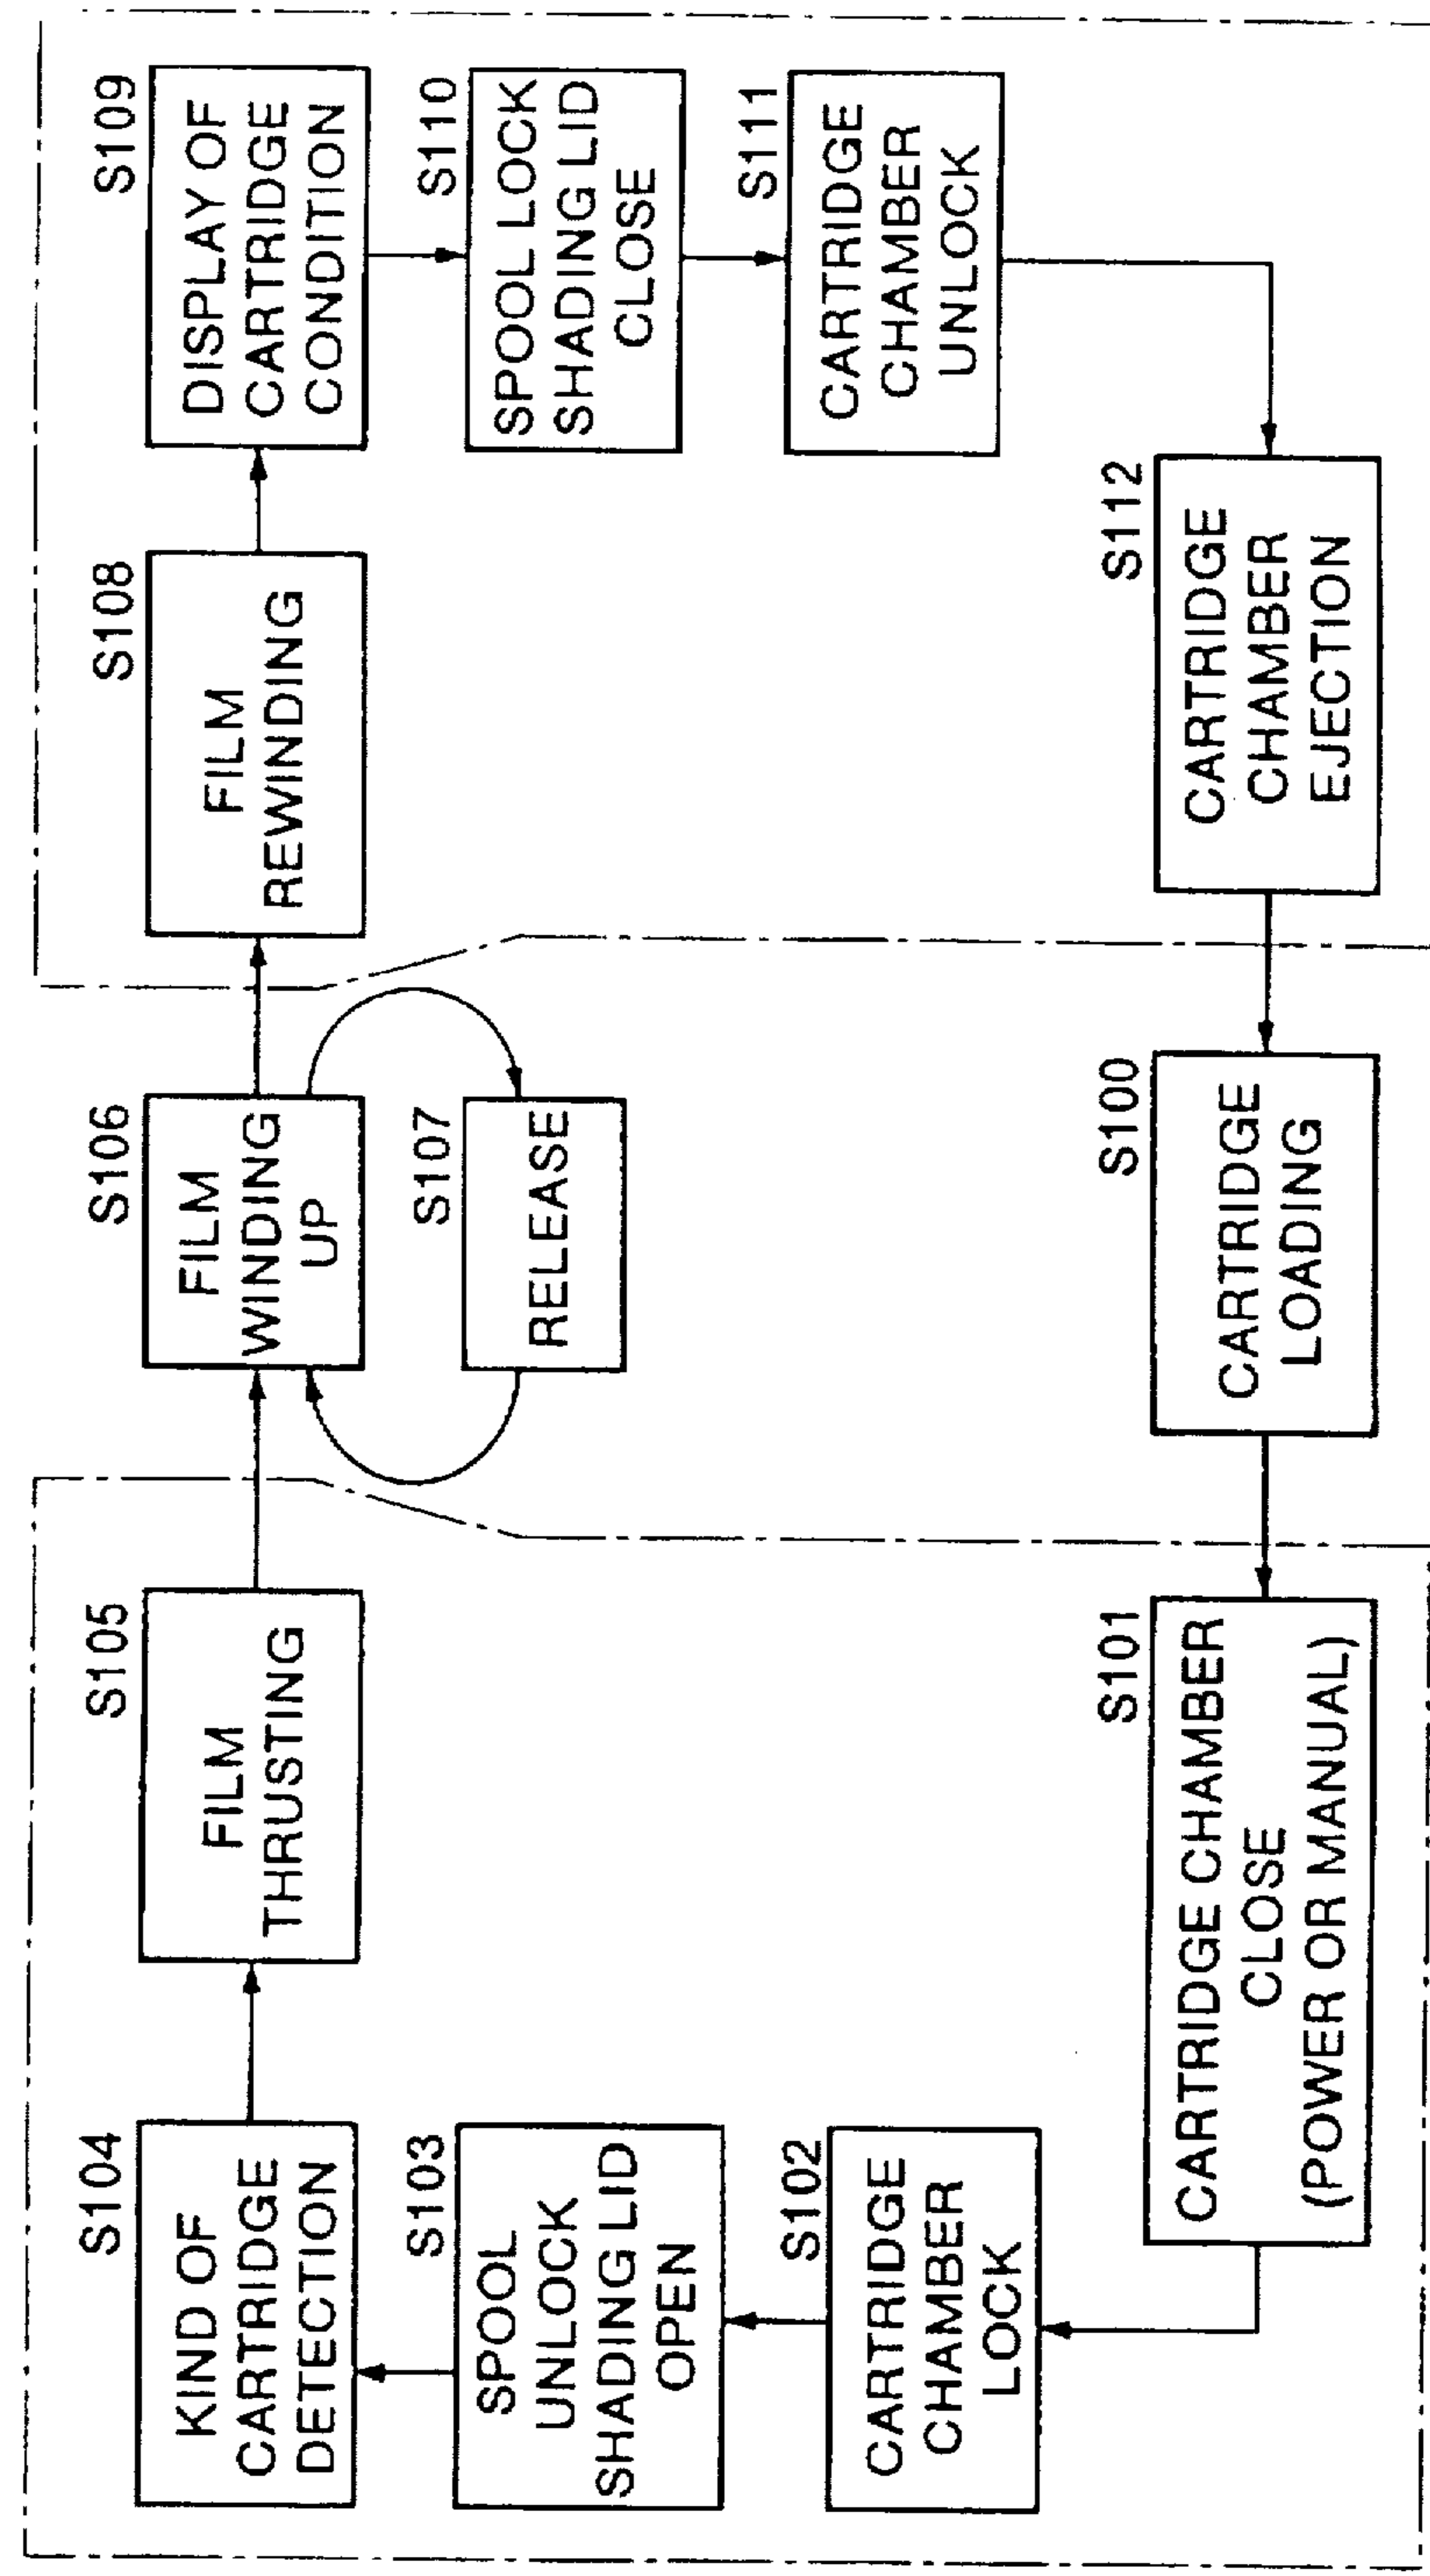 S104
KIND OF
CARTRIDGE
DETECTION
S105
FILM
THRUSTING
S106
FILM
WINDING
UP
S108
FILM
REWINDING
S109
DISPLAY OF
CARTRIDGE
CONDITION
S103
SPOOL
UNLOCK
SHADING LID
OPEN
S107
RELEASE
S110
SPOOL LOCK
SHADING LID
CLOSE
S102
CARTRIDGE
CHAMBER
LOCK
S111
CARTRIDGE
CHAMBER
UNLOCK
S101
CARTRIDGE CHAMBER
CLOSE
(POWER OR MANUAL)
S100
CARTRIDGE
LOADING
S112
CARTRIDGE
CHAMBER
EJECTION